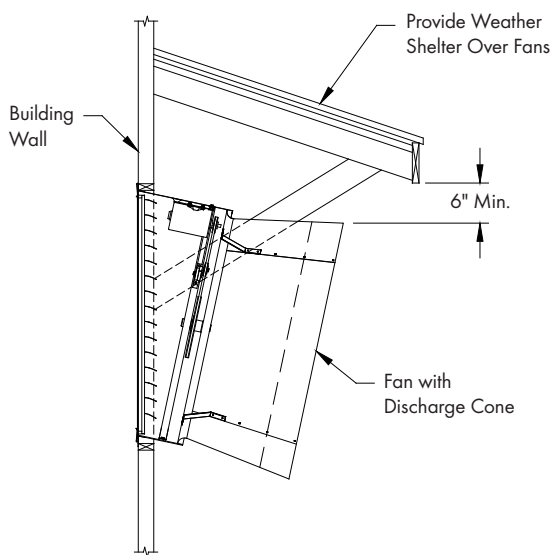 Provide Weather
Shelter Over Fans
Building
Wall
6" Min.
Fan with
Discharge Cone